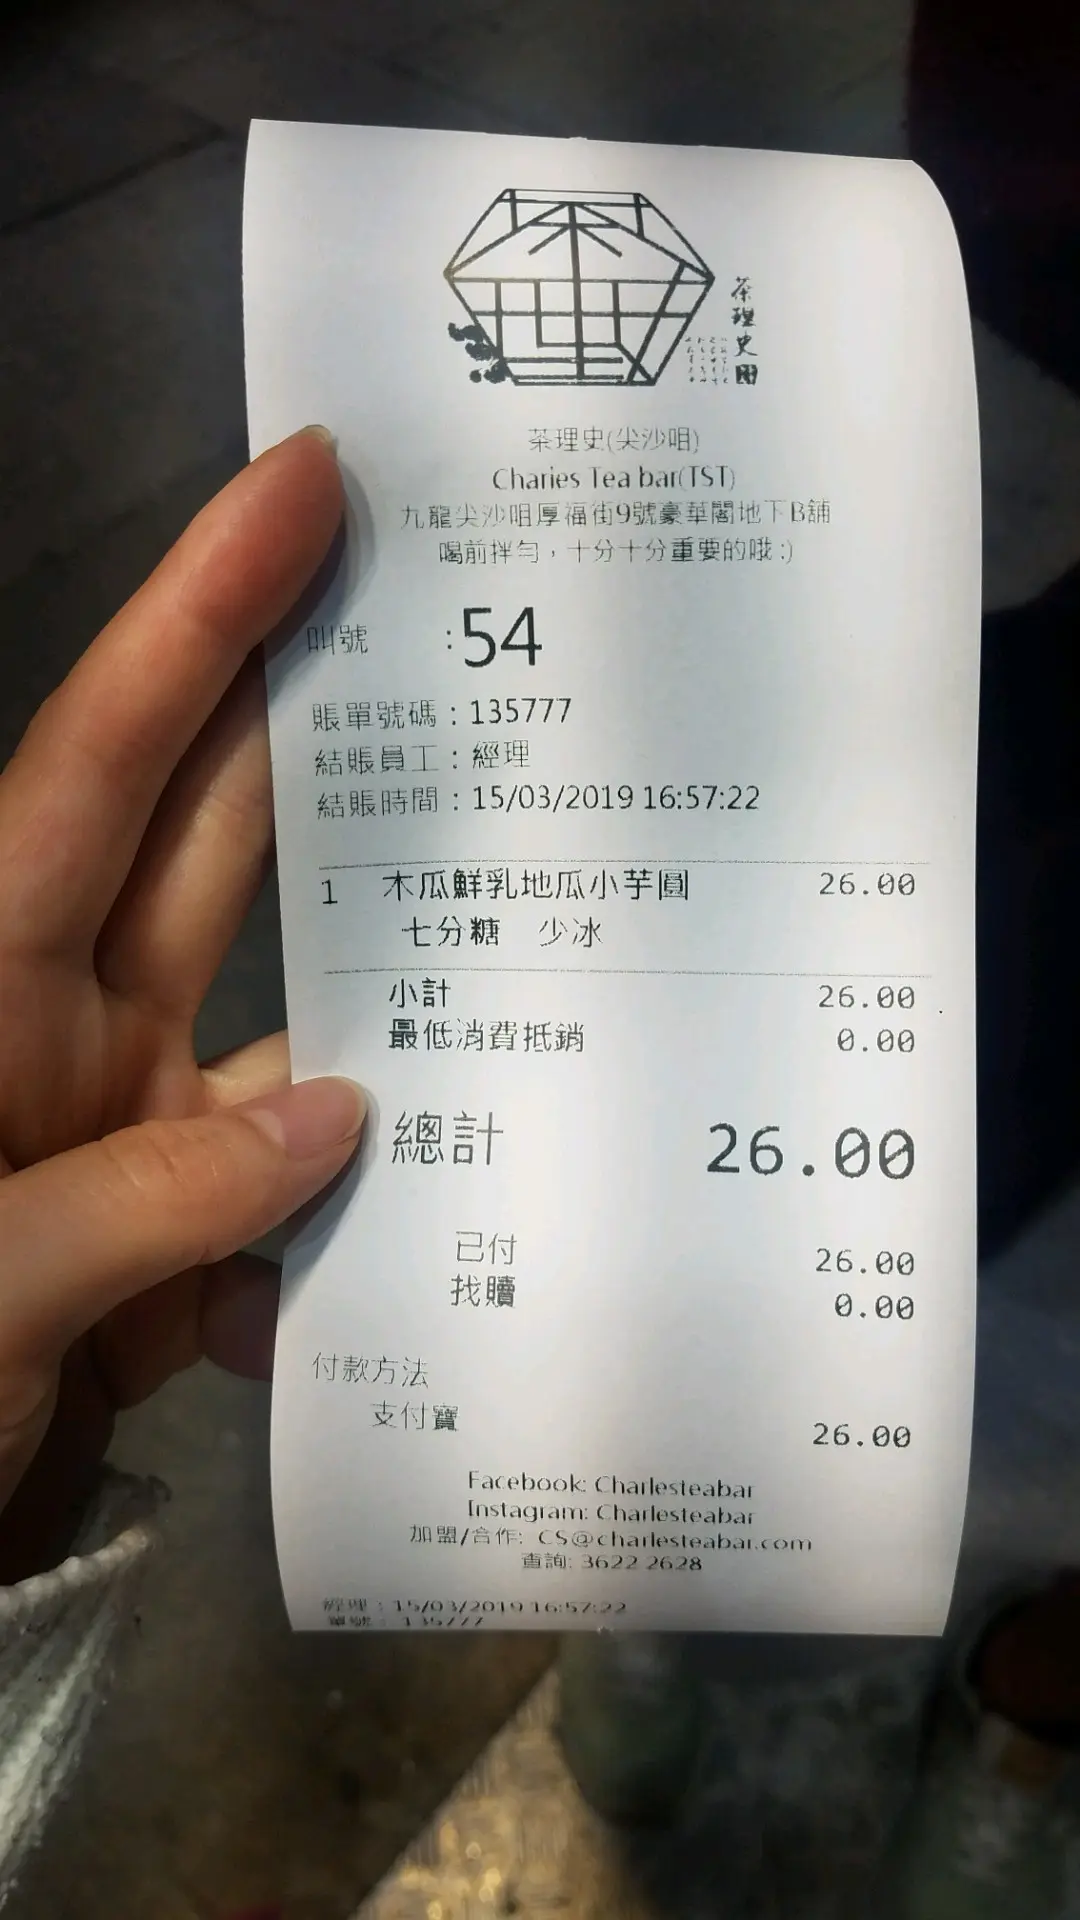 茶理史
茶理史(尖沙咀)
Charles Tea bar(TST)
九龍尖沙咀厚福街9號豪華閣地下B舖
喝前拌勻，十分十分重要的哦:)
叫號 :54
賬單號碼：135777
結賬員工：經理
結賬時間：15/03/2019 16:57:22
1 木瓜鮮乳地瓜小芋圓 26.00
七分糖 少冰
小計 26.00
最低消費抵銷 0.00
總計 26.00
已付 26.00
找贖 0.00
付款方法
支付寶 26.00
Facebook: Charlesteabar
Instagram: Charlesteabar
加盟/合作: CS@charlesteabar.com
查詢: 3622 2628
經理：15/03/2019 16:57:22
單號：135777